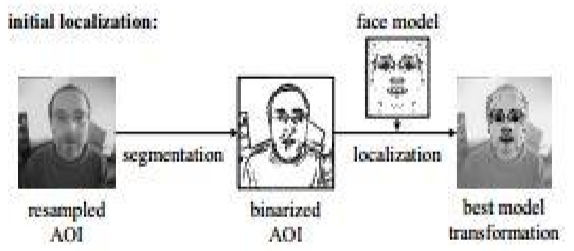 initial localization:
face model
segmentation
localization
resampled
AOI
binarized
AOI
best model
transformation